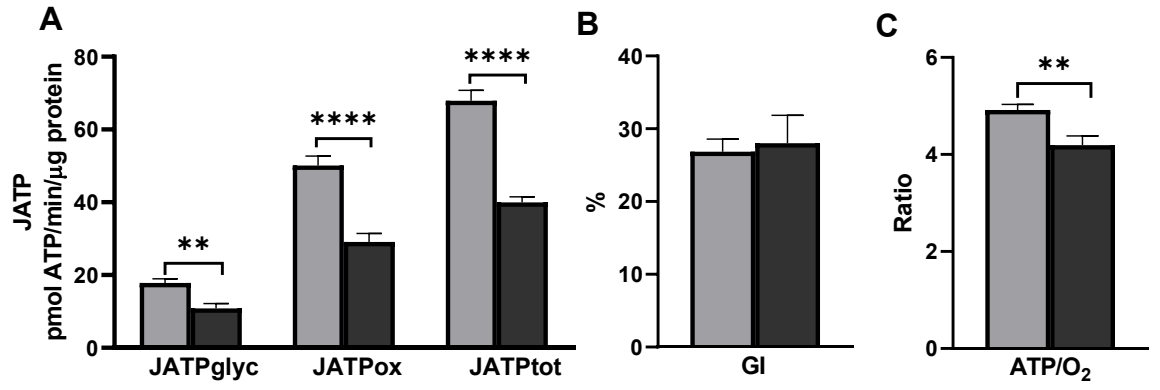 A
JATP
pmol ATP/min/µg protein
80
60
40
20
0
**
****
****
JATPglyc JATPox JATPtot
B
%
40
30
20
10
0
GI
C
Ratio
6
4
2
0
**
ATP/O₂